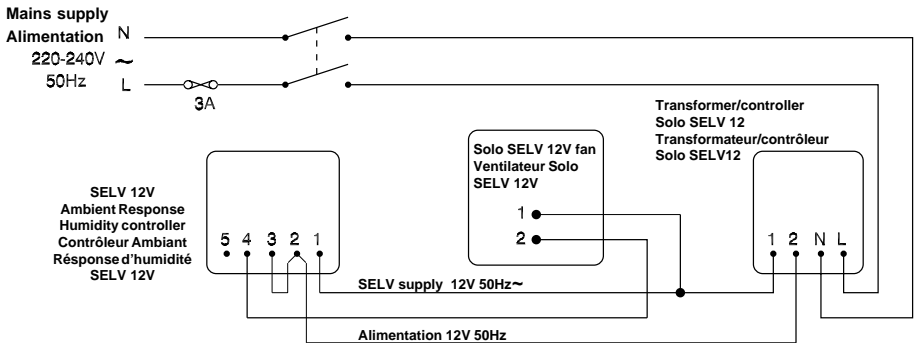 Mains supply
Alimentation N
220-240V ~
50Hz L
3A
Transformer/controller
Solo SELV 12
Transformateur/contrôleur
Solo SELV12
Solo SELV 12V fan
Ventilateur Solo
SELV 12V
1
2
SELV 12V
Ambient Response
Humidity controller
Contrôleur Ambiant
Résponse d'humidité
SELV 12V
5 4 3 2 1
1 2 N L
SELV supply 12V 50Hz~
Alimentation 12V 50Hz